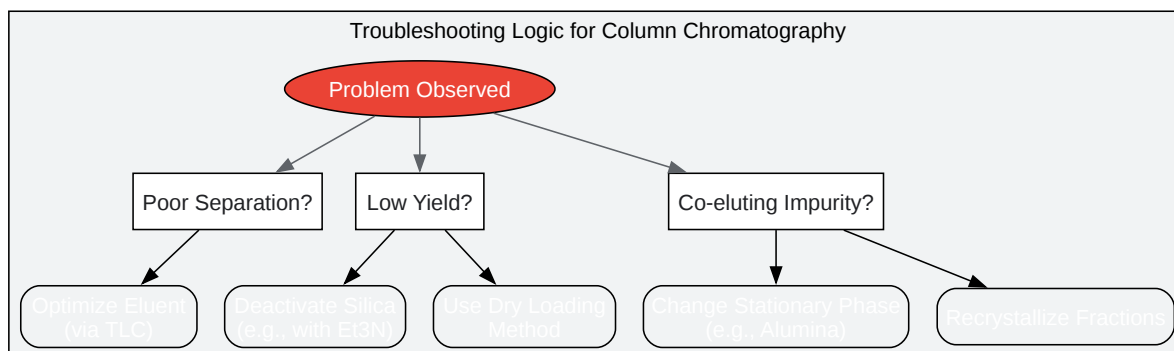 Troubleshooting Logic for Column Chromatography
Problem Observed
Poor Separation?
Low Yield?
Co-eluting Impurity?
Optimize Eluent
(via TLC)
Deactivate Silica
(e.g., with Et3N)
Use Dry Loading
Method
Change Stationary Phase
(e.g., Alumina)
Recrystallize Fractions